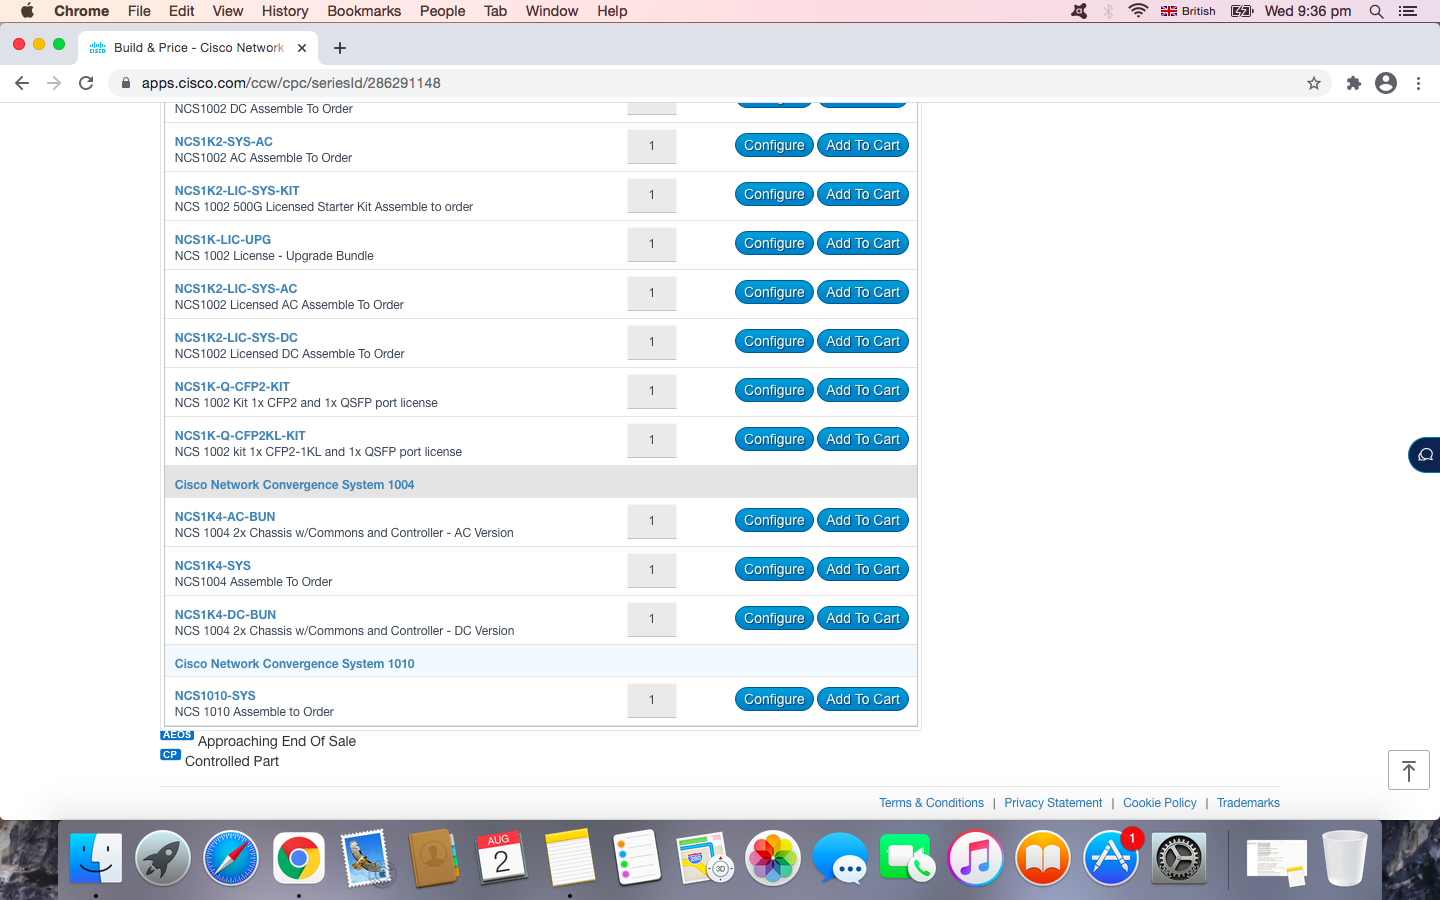 Chrome File Edit View History Bookmarks People Tab Window Help British Wed 9:36 pm
Build & Price - Cisco Network
apps.cisco.com/ccw/cpc/seriesId/286291148
NCS1002 DC Assemble To Order
NCS1K2-SYS-AC
NCS1002 AC Assemble To Order
1 Configure Add To Cart
NCS1K2-LIC-SYS-KIT
NCS 1002 500G Licensed Starter Kit Assemble to order
1 Configure Add To Cart
NCS1K-LIC-UPG
NCS 1002 License - Upgrade Bundle
1 Configure Add To Cart
NCS1K2-LIC-SYS-AC
NCS1002 Licensed AC Assemble To Order
1 Configure Add To Cart
NCS1K2-LIC-SYS-DC
NCS1002 Licensed DC Assemble To Order
1 Configure Add To Cart
NCS1K-Q-CFP2-KIT
NCS 1002 Kit 1x CFP2 and 1x QSFP port license
1 Configure Add To Cart
NCS1K-Q-CFP2KL-KIT
NCS 1002 kit 1x CFP2-1KL and 1x QSFP port license
1 Configure Add To Cart
Cisco Network Convergence System 1004
NCS1K4-AC-BUN
NCS 1004 2x Chassis w/Commons and Controller - AC Version
1 Configure Add To Cart
NCS1K4-SYS
NCS1004 Assemble To Order
1 Configure Add To Cart
NCS1K4-DC-BUN
NCS 1004 2x Chassis w/Commons and Controller - DC Version
1 Configure Add To Cart
Cisco Network Convergence System 1010
NCS1010-SYS
NCS 1010 Assemble to Order
1 Configure Add To Cart
AEOS Approaching End Of Sale
CP Controlled Part
Terms & Conditions | Privacy Statement | Cookie Policy | Trademarks
AUG
2
280
3D
1